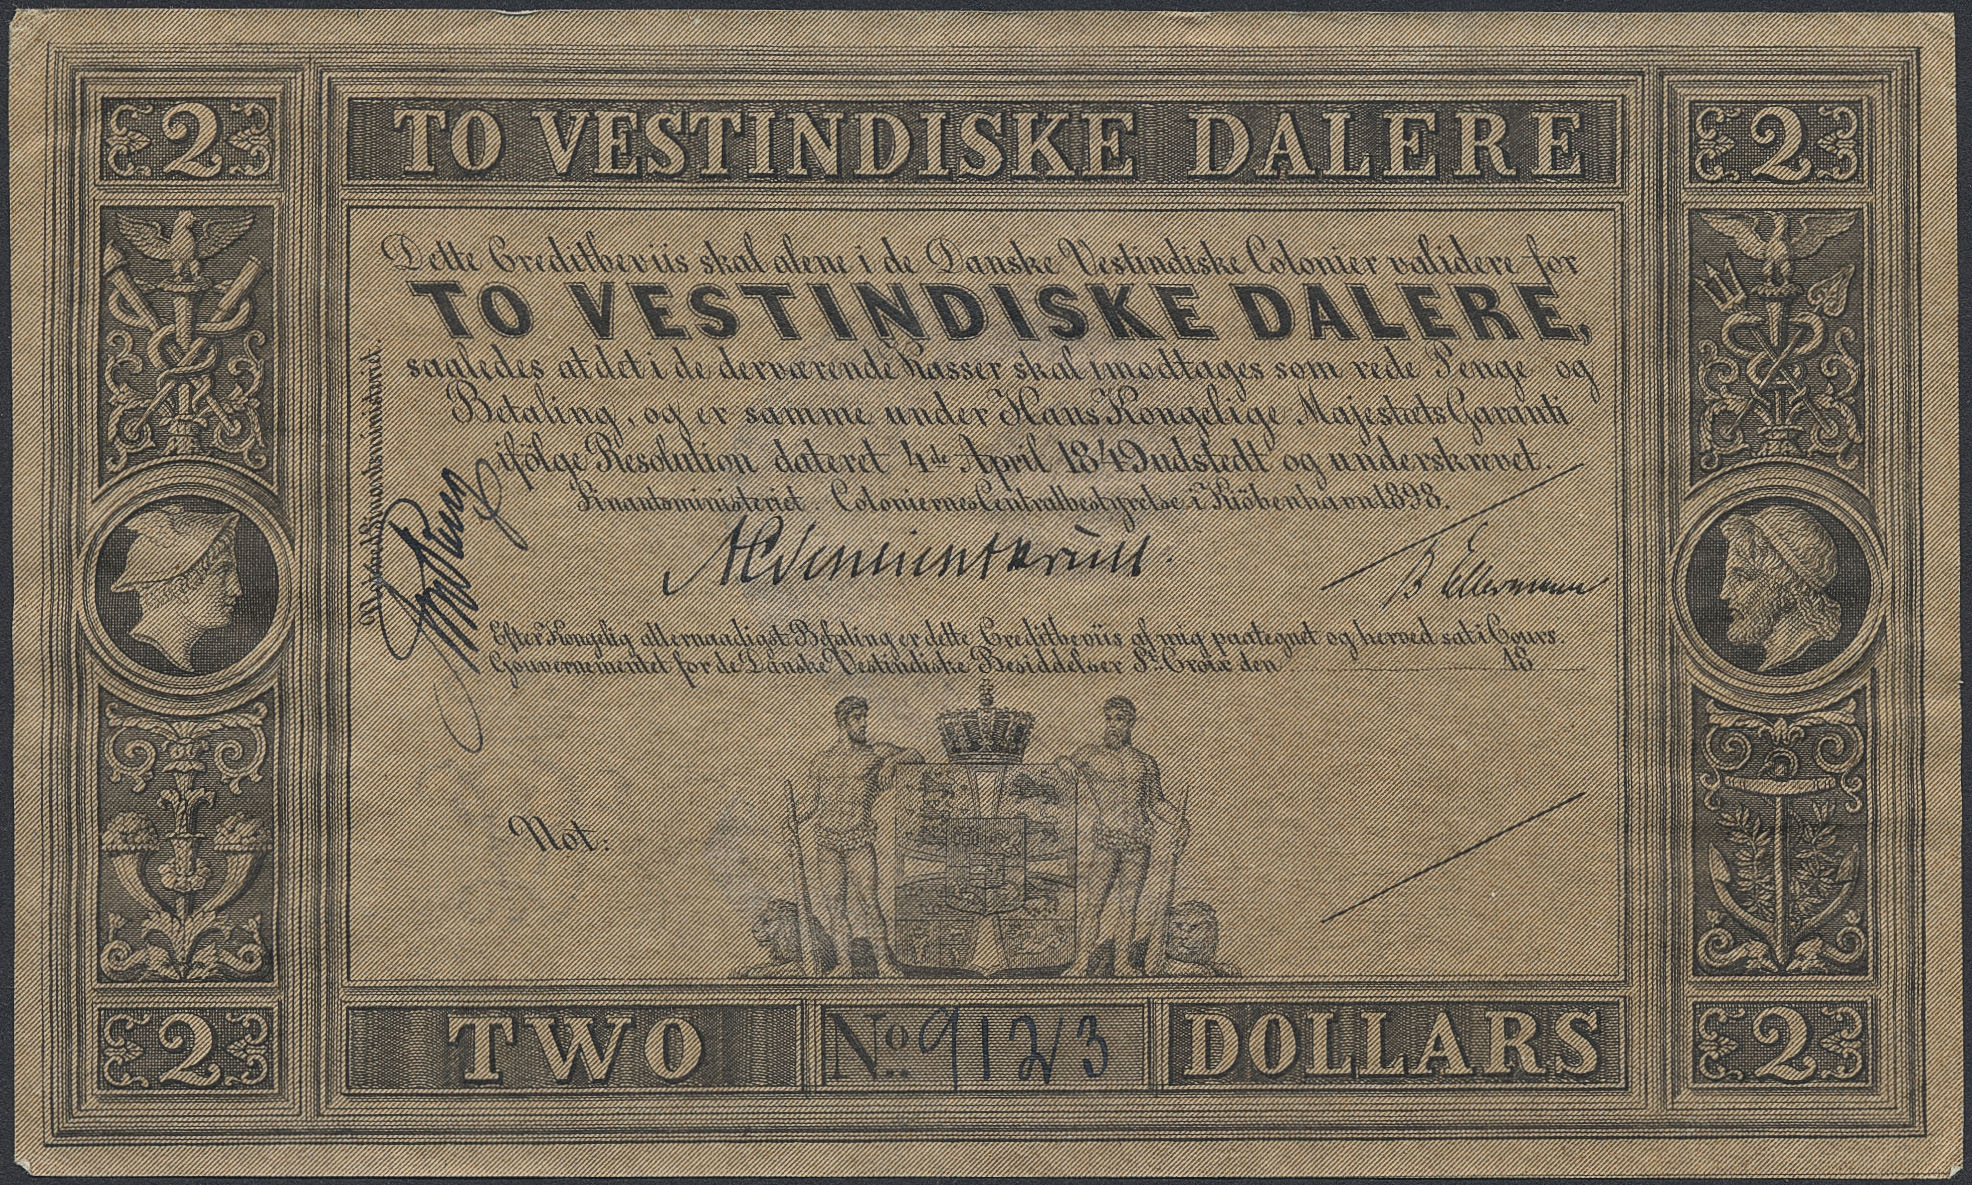 2 TO VESTINDISKE DALERE 2
Dette Creditbeviis skal alene i de Danske Vestindiske Colonier validere for
TO VESTINDISKE DALERE,
saaledes at det i de derværende Kasser skal imodtages som rede Penge og
Betaling, og er samme under Hans Kongelige Majestæts Garanti
ifölge Resolution dateret 4de April 1849 udstedt og underskrevet.
Finantsministeriet. Coloniernes Centralbestyrelse i Kiöbenhavn 1898.
B Ellermann
Efter Kongelig allernaadigst Befaling er dette Creditbeviis af mig paategnet og herved sat i Cours.
Gouvernementet for de Danske Vestindiske Besiddelser St. Croix den 18
Not:
2 TWO No. 9123 DOLLARS 2